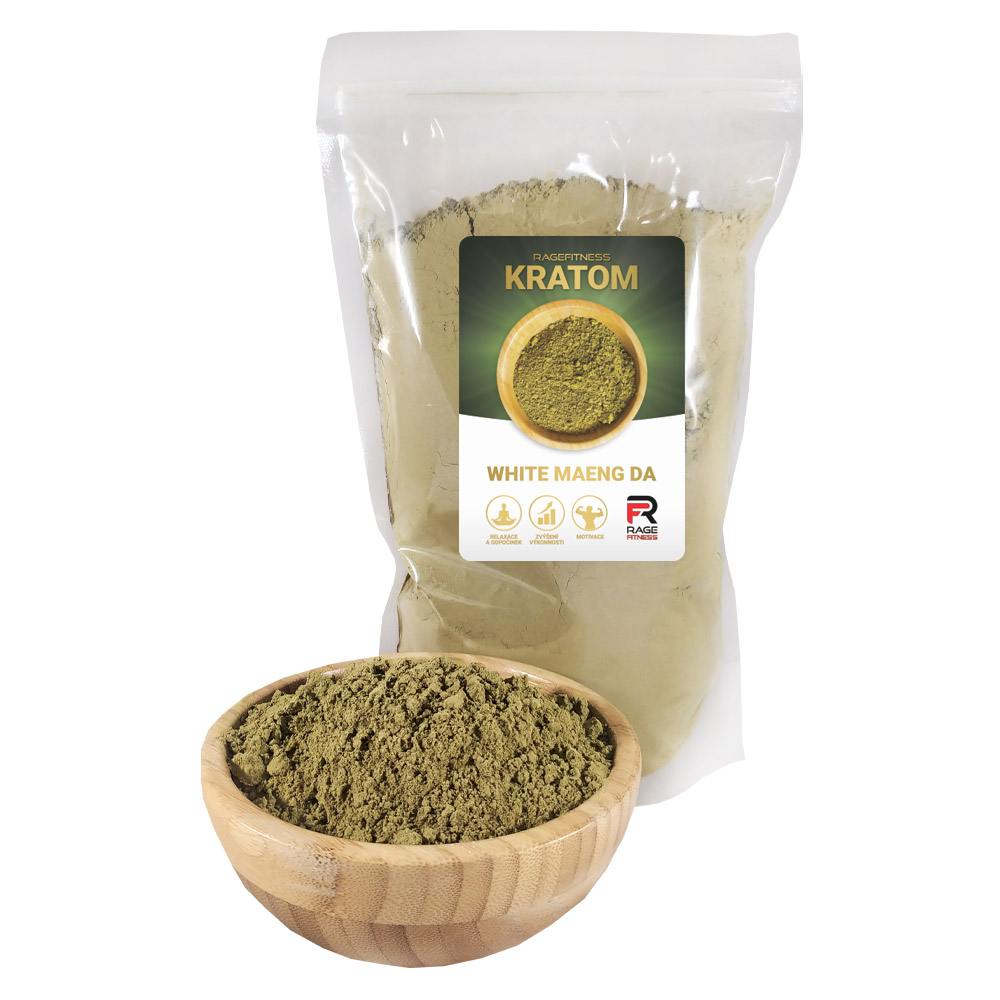 RAGEFITNESS
KRATOM
WHITE MAENG DA
RELAXACE
A ODPOČINEK
ZVÝŠENÍ
VÝKONNOSTI
MOTIVACE
RAGE
FITNESS